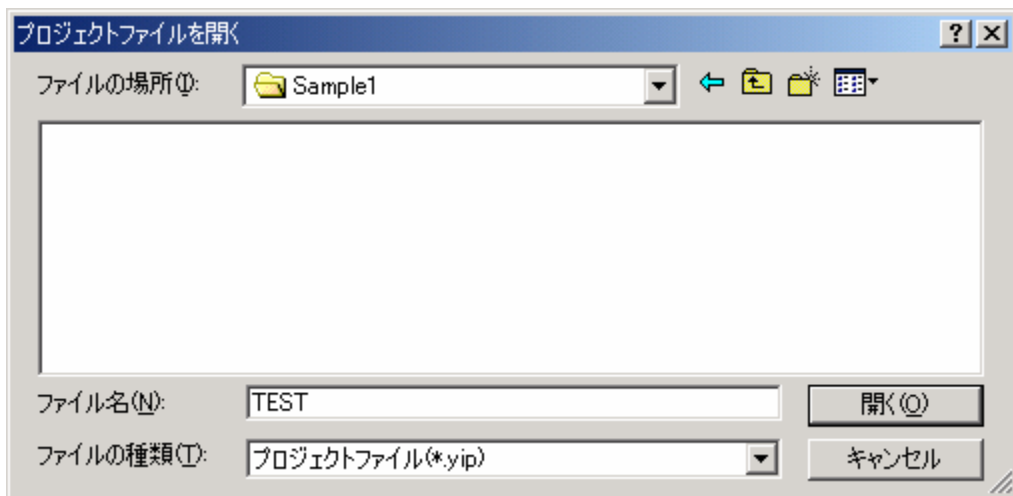 プロジェクトファイルを開く
ファイルの場所(I):
Sample1
ファイル名(N):
TEST
開く(O)
ファイルの種類(T):
プロジェクトファイル(*.yip)
キャンセル